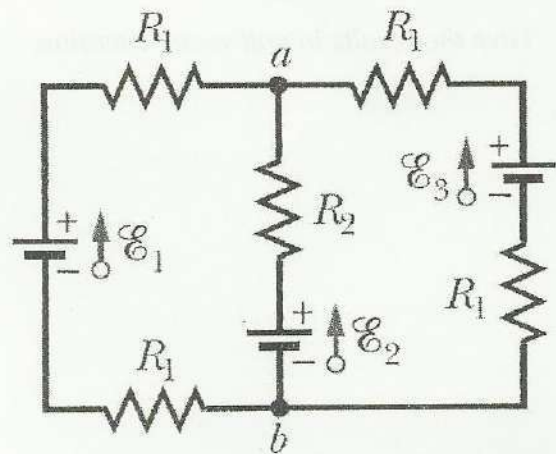 R₁ a R₁
+ ℰ₃ −
R₂
+ ℰ₁ −
R₁
+ ℰ₂ −
R₁
b